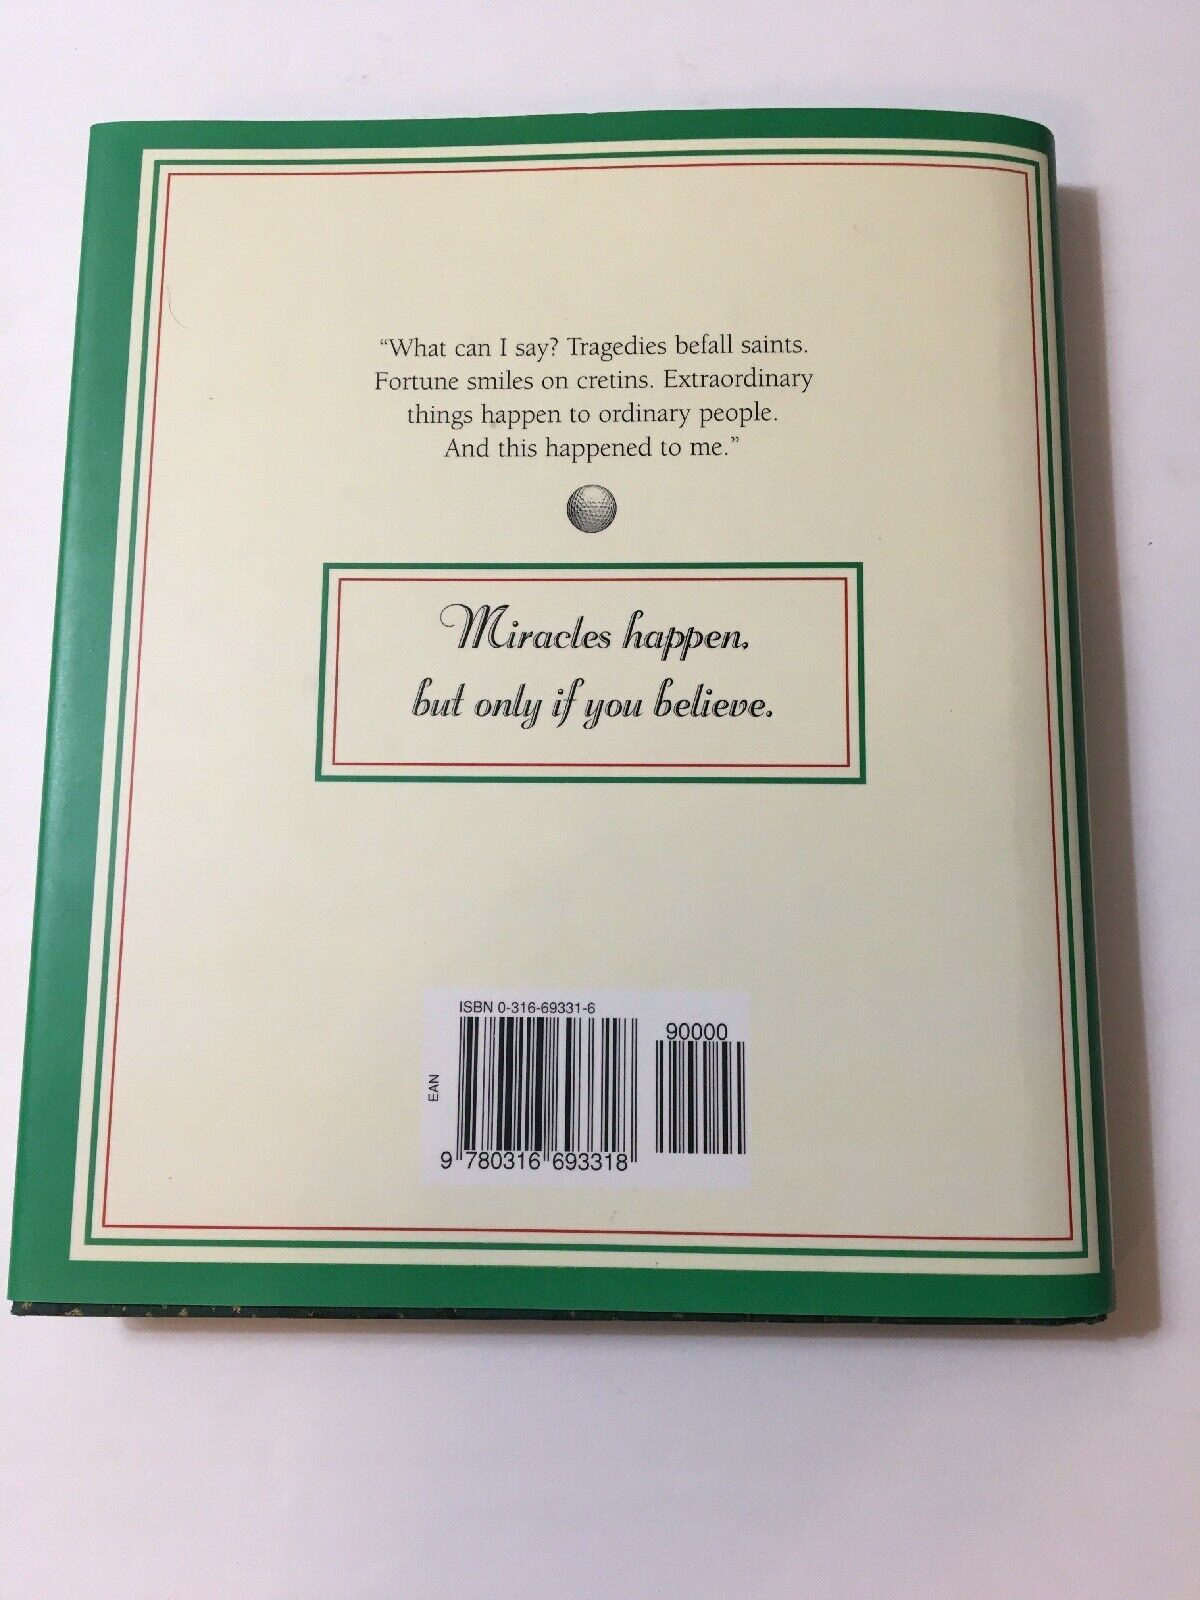 “What can I say? Tragedies befall saints.
Fortune smiles on cretins. Extraordinary
things happen to ordinary people.
And this happened to me.”
Miracles happen,
but only if you believe.
ISBN 0-316-69331-6
90000
EAN
9 780316 693318